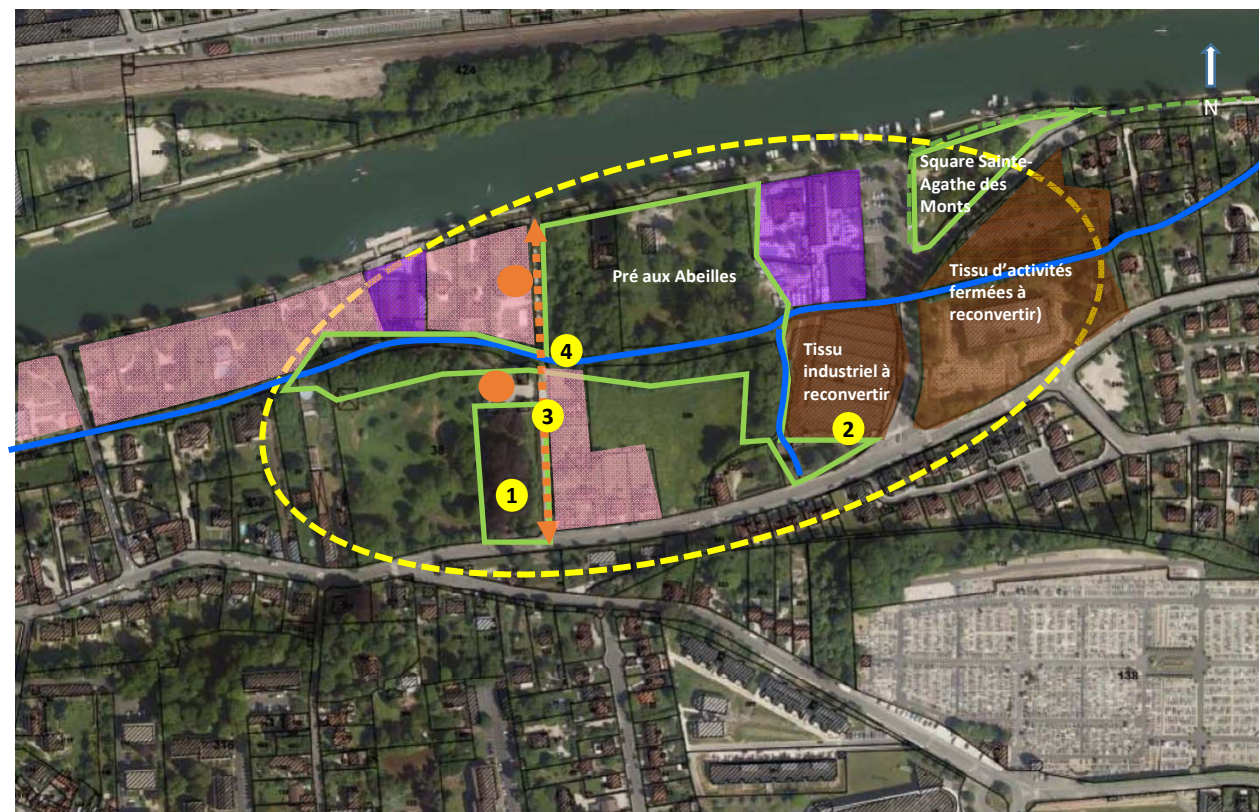 424
N
Square Sainte-
Agathe des
Monts
Pré aux Abeilles
Tissu d’activités
fermées à
reconvertir)
Tissu
industriel à
reconvertir
4
3
2
38
1
138